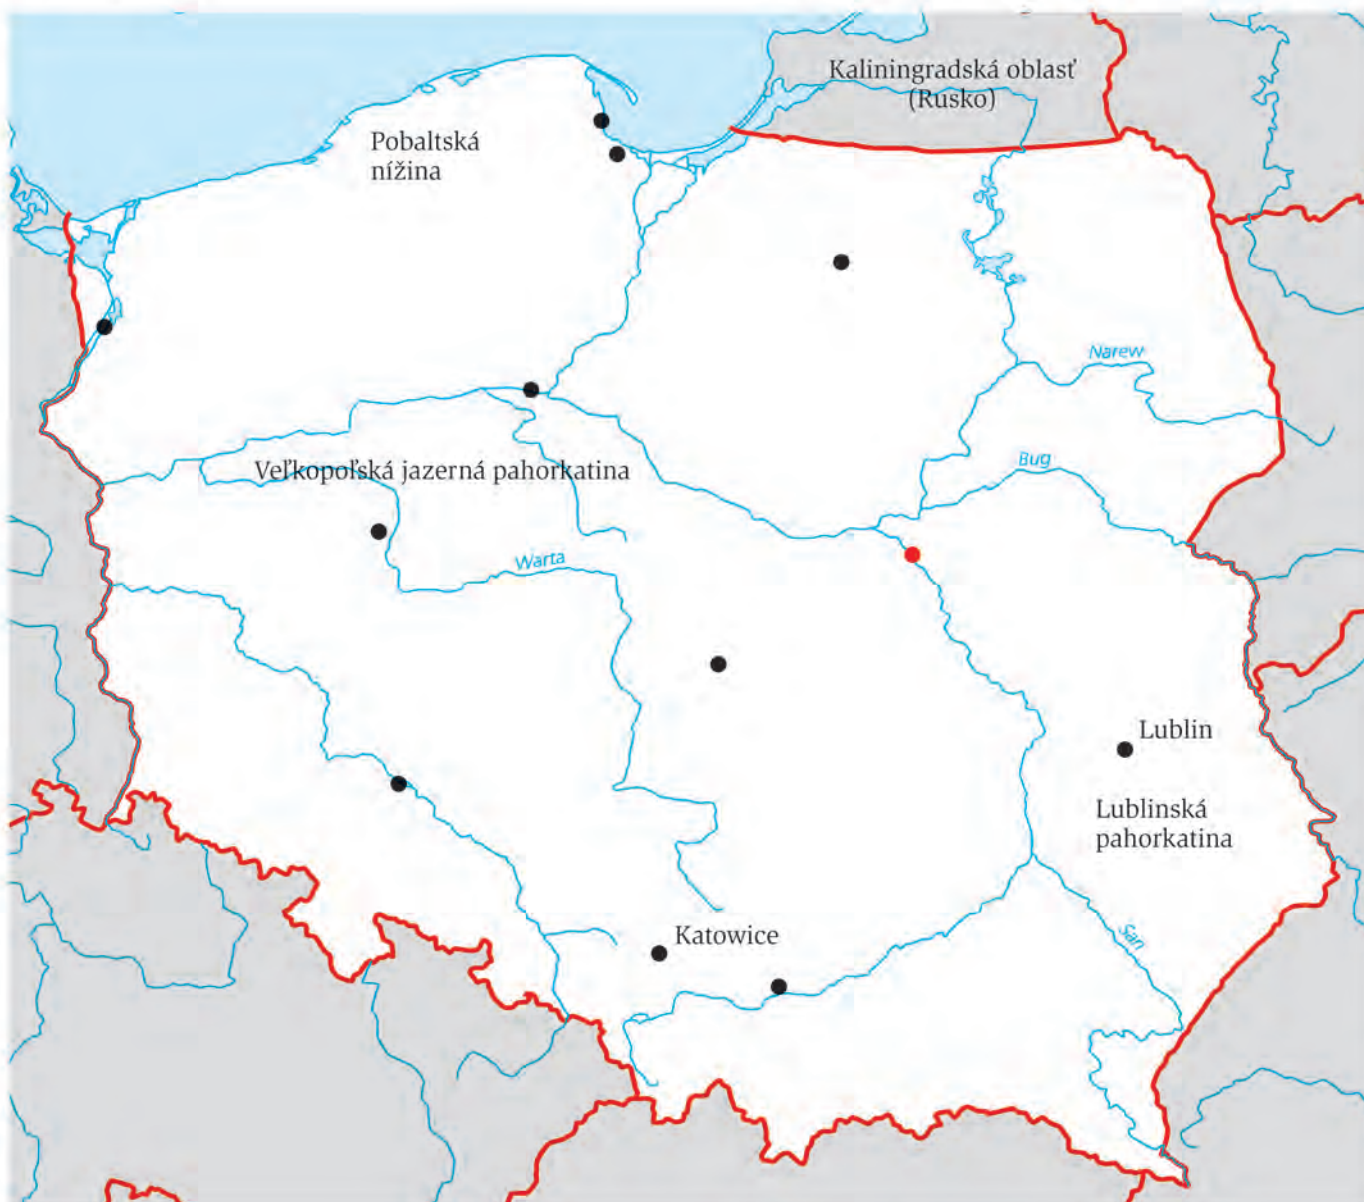 Kaliningradská oblasť
(Rusko)
Pobaltská
nížina
Narew
Bug
Veľkopoľská jazerná pahorkatina
Warta
Lublin
Lublinská
pahorkatina
Katowice
San